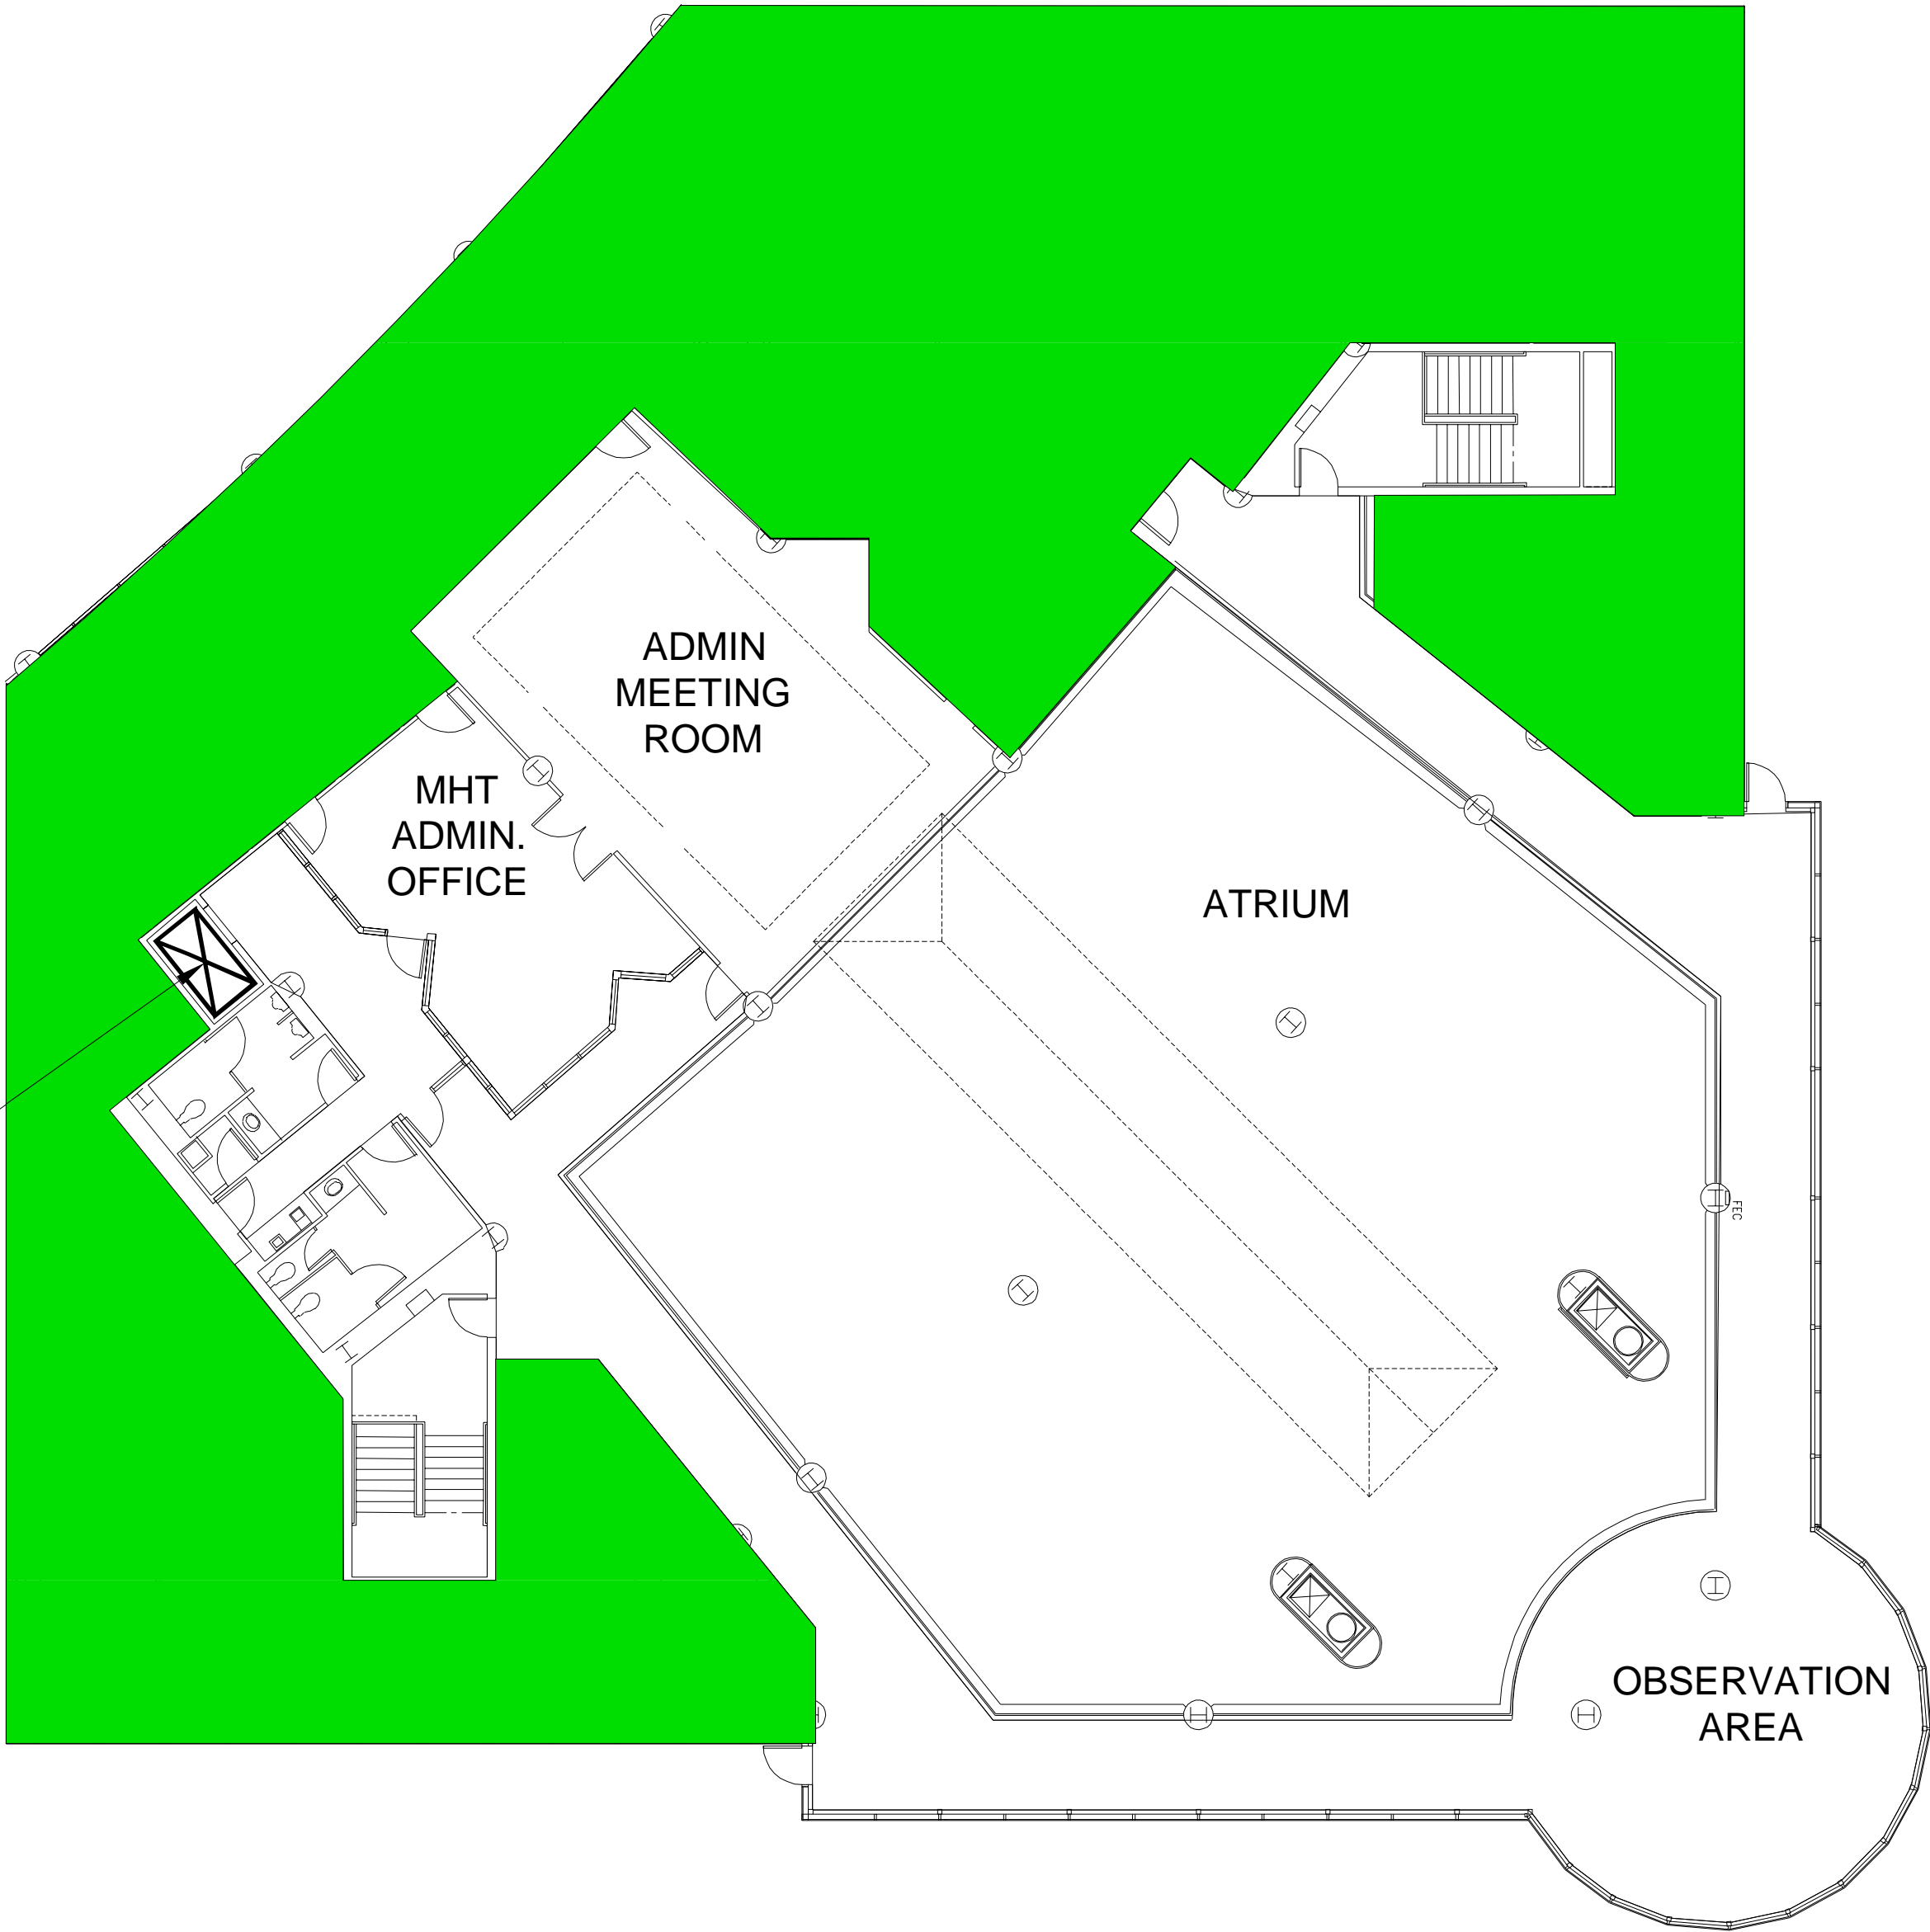 ADMIN
MEETING
ROOM
MHT
ADMIN.
OFFICE
ATRIUM
FEC
OBSERVATION
AREA